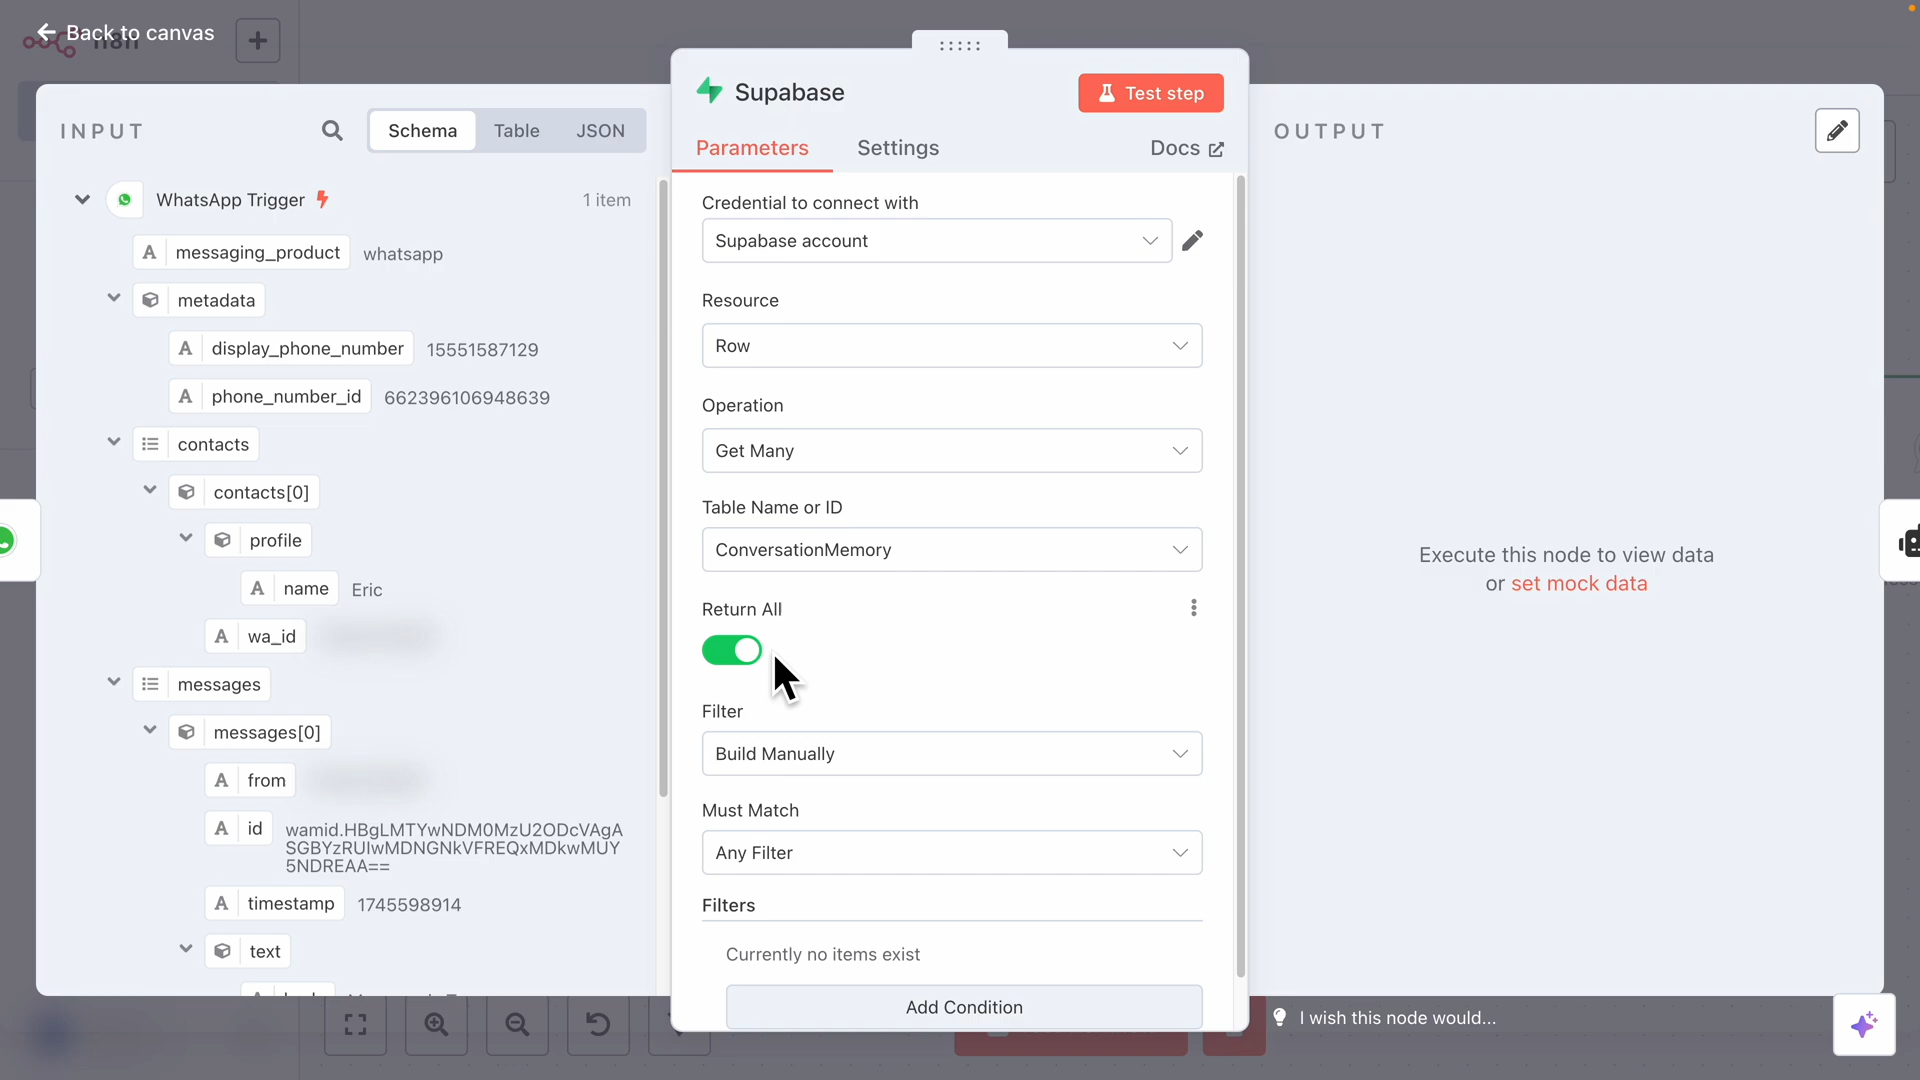 Back to canvas
INPUT
Schema
Table
JSON
WhatsApp Trigger
1 item
A messaging_product whatsapp
metadata
A display_phone_number 15551587129
A phone_number_id 662396106948639
contacts
contacts[0]
profile
A name Eric
A wa_id
messages
messages[0]
A from
A id wamid.HBgLMTYwNDM0MzU2ODcVAgA
SGBYzRUIwMDNGNkVFREQxMDkwMUY
5NDREAA==
A timestamp 1745598914
text
Supabase
Test step
Parameters
Settings
Docs
Credential to connect with
Supabase account
Resource
Row
Operation
Get Many
Table Name or ID
ConversationMemory
Return All
Filter
Build Manually
Must Match
Any Filter
Filters
Currently no items exist
Add Condition
OUTPUT
Execute this node to view data
or set mock data
I wish this node would...